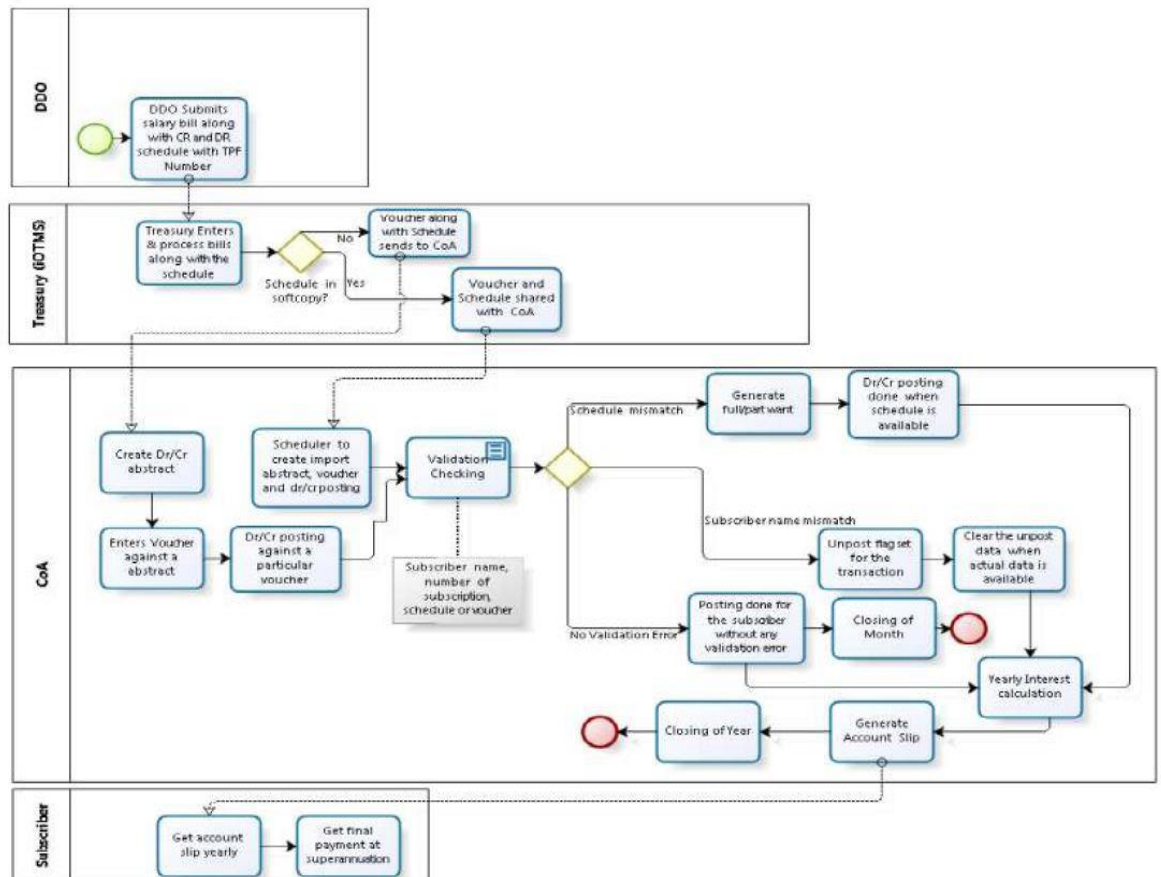 DDO
DDO Submits
salary bill along
with CR and DR
schedule with TPF
Number
Treasury (iOTMS)
Treasury Enters
& process bills
along with the
schedule
Schedule in
softcopy?
No
Yes
Voucher along
with Schedule
sends to CoA
Voucher and
Schedule shared
with CoA
CoA
Create Dr/Cr
abstract
Enters Voucher
against a
abstract
Dr/Cr posting
against a
particular
voucher
Scheduler to
create import
abstract, voucher
and dr/cr posting
Validation
Checking
Subscriber name,
number of
subscription,
schedule or voucher
Schedule mismatch
Generate
full/part want
Dr/Cr posting
done when
schedule is
available
Subscriber name mismatch
Unpost flag set
for the
transaction
Clear the unpost
data when
actual data is
available
No Validation Error
Posting done for
the subscriber
without any
validation error
Closing of
Month
Yearly Interest
calculation
Generate
Account Slip
Closing of Year
Subscriber
Get account
slip yearly
Get final
payment at
superannuation